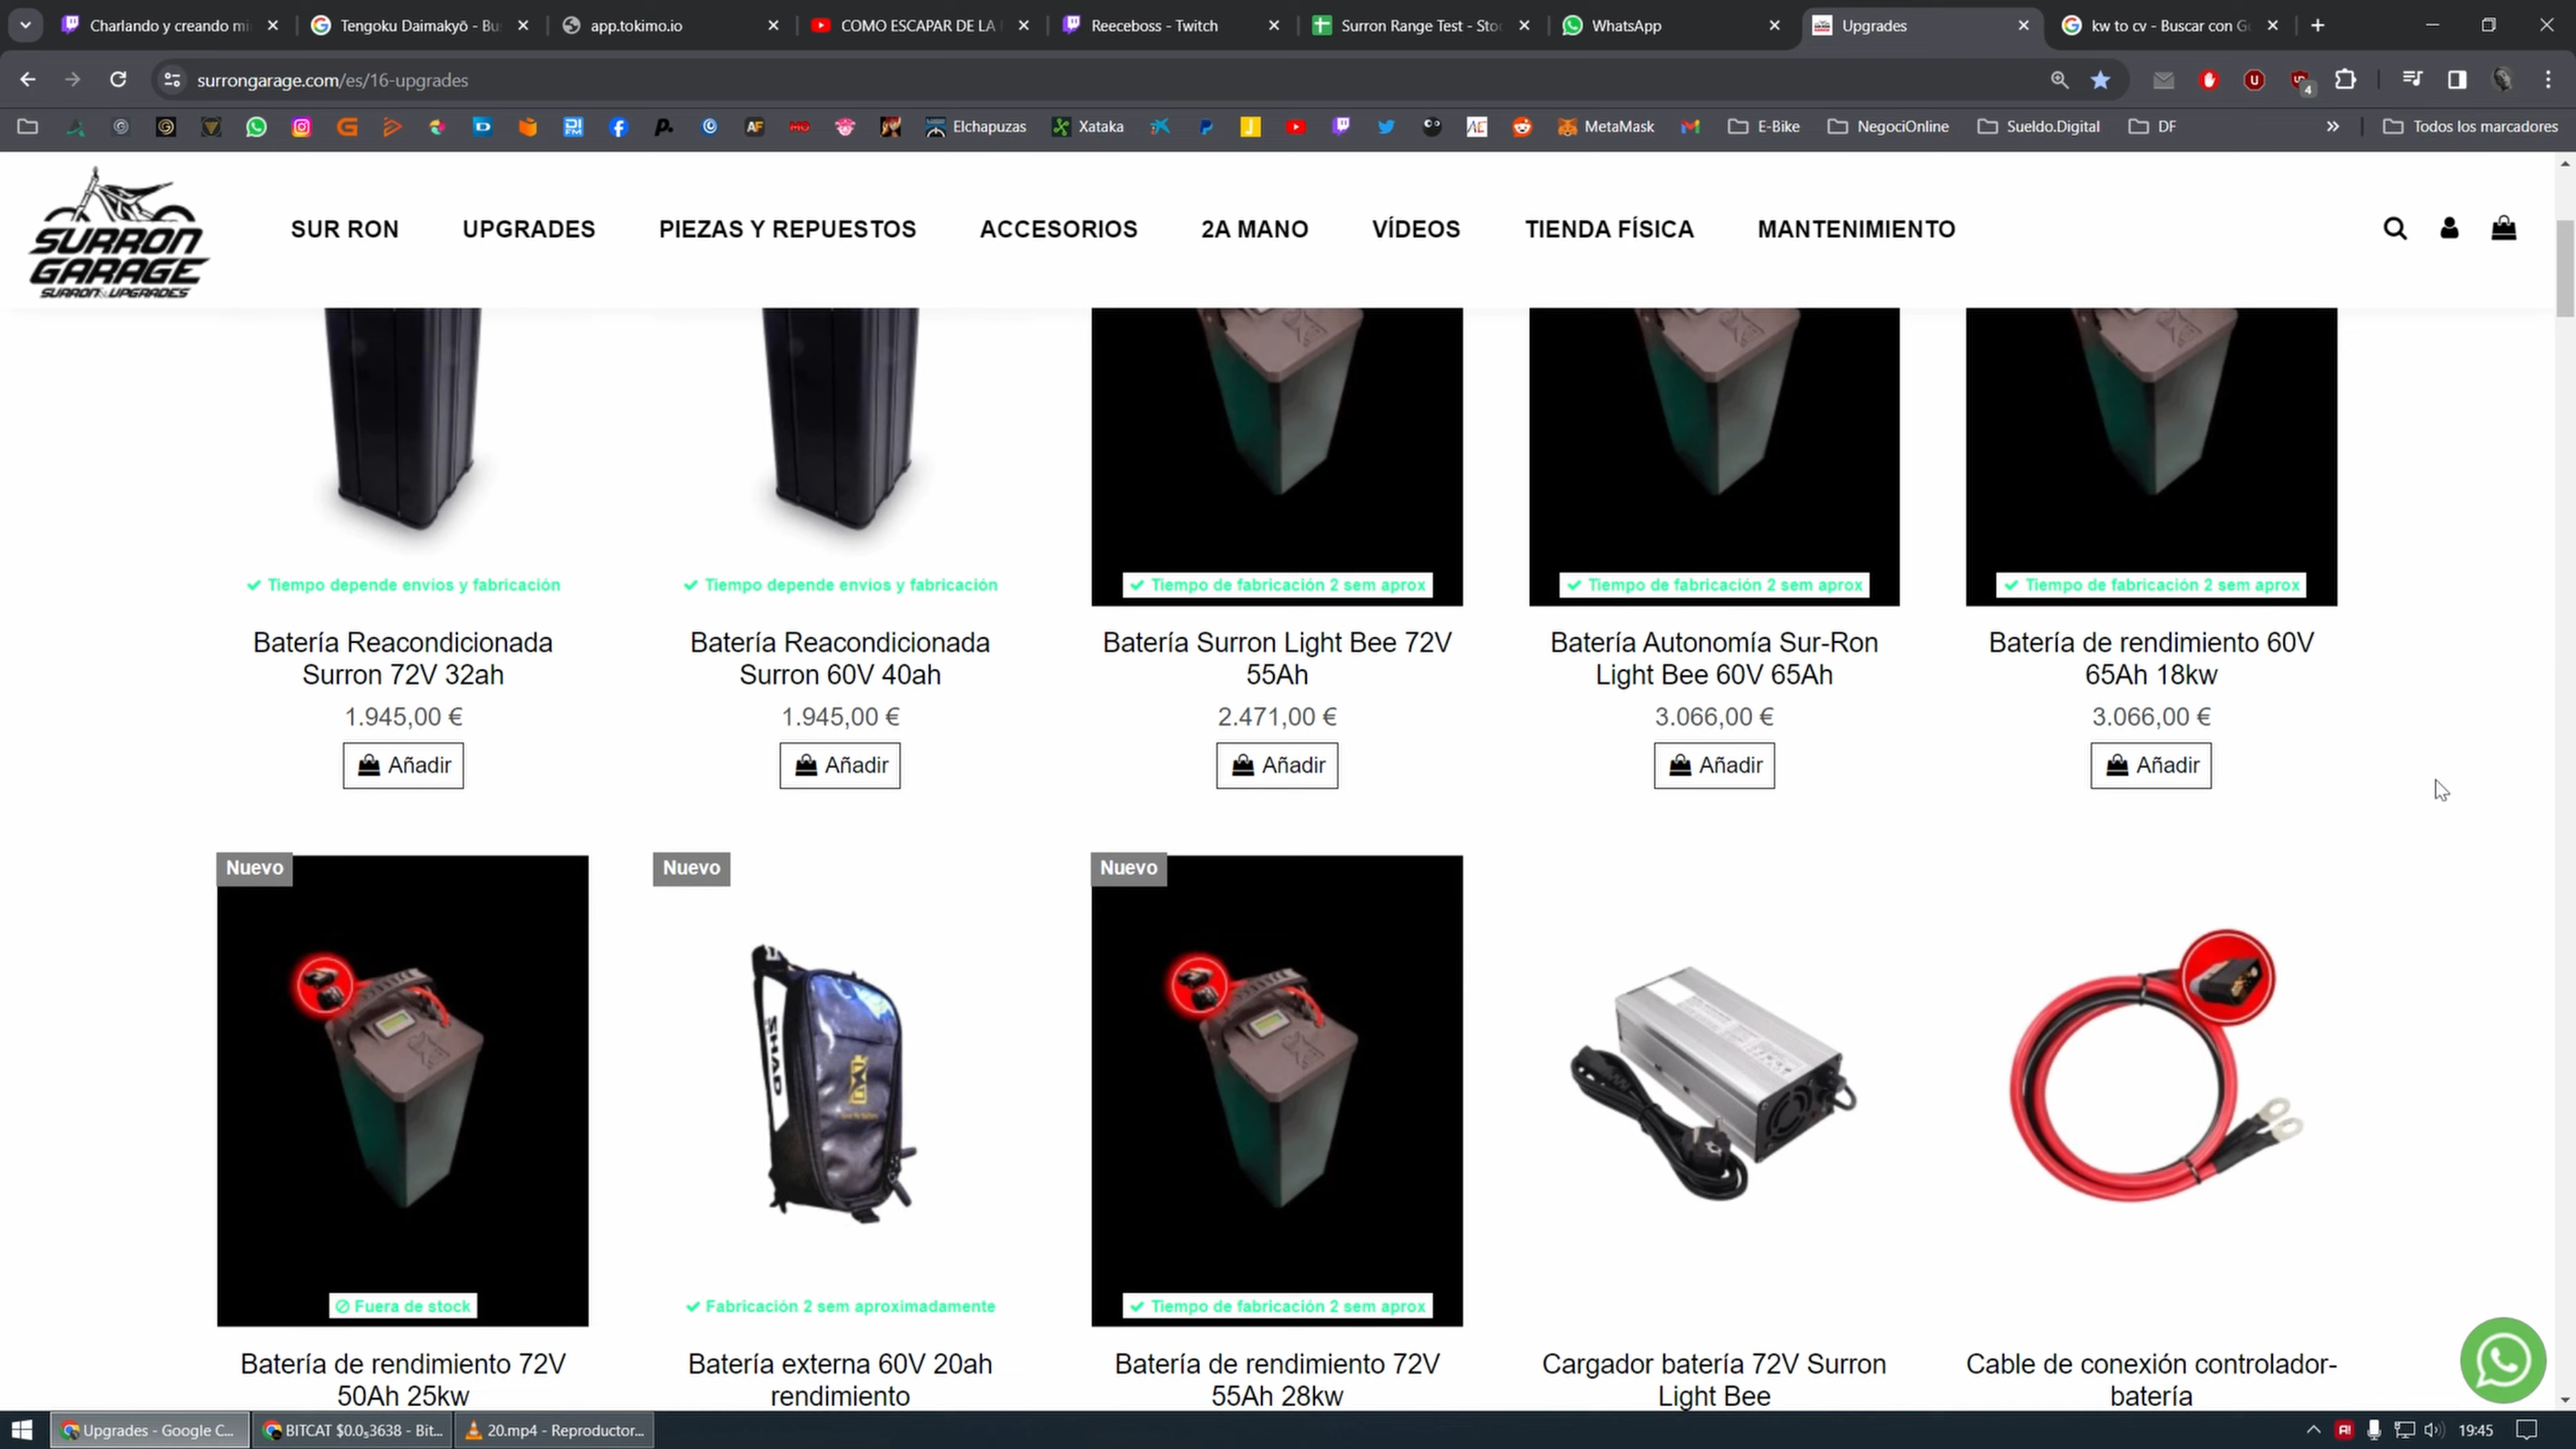 Charlando y creando mi
Tengoku Daimakyō - Bu
app.tokimo.io
COMO ESCAPAR DE LA
Reeceboss - Twitch
Surron Range Test - Sto
WhatsApp
Upgrades
kw to cv - Buscar con G
surrongarage.com/es/16-upgrades
4
Elchapuzas
Xataka
MetaMask
E-Bike
NegociOnline
Sueldo.Digital
DF
Todos los marcadores
SURRON
GARAGE
SURRON UPGRADES
SUR RON
UPGRADES
PIEZAS Y REPUESTOS
ACCESORIOS
2A MANO
VÍDEOS
TIENDA FÍSICA
MANTENIMIENTO
Tiempo depende envíos y fabricación
Tiempo depende envíos y fabricación
Tiempo de fabricación 2 sem aprox
Tiempo de fabricación 2 sem aprox
Tiempo de fabricación 2 sem aprox
Batería Reacondicionada
Surron 72V 32ah
1.945,00 €
Añadir
Batería Reacondicionada
Surron 60V 40ah
1.945,00 €
Añadir
Batería Surron Light Bee 72V
55Ah
2.471,00 €
Añadir
Batería Autonomía Sur-Ron
Light Bee 60V 65Ah
3.066,00 €
Añadir
Batería de rendimiento 60V
65Ah 18kw
3.066,00 €
Añadir
Nuevo
Nuevo
Nuevo
SHAD
Fuera de stock
Fabricación 2 sem aproximadamente
Tiempo de fabricación 2 sem aprox
Batería de rendimiento 72V
50Ah 25kw
Batería externa 60V 20ah
rendimiento
Batería de rendimiento 72V
55Ah 28kw
Cargador batería 72V Surron
Light Bee
Cable de conexión controlador-
batería
Upgrades - Google C...
BITCAT $0.0₅3638 - Bit...
20.mp4 - Reproductor...
19:45